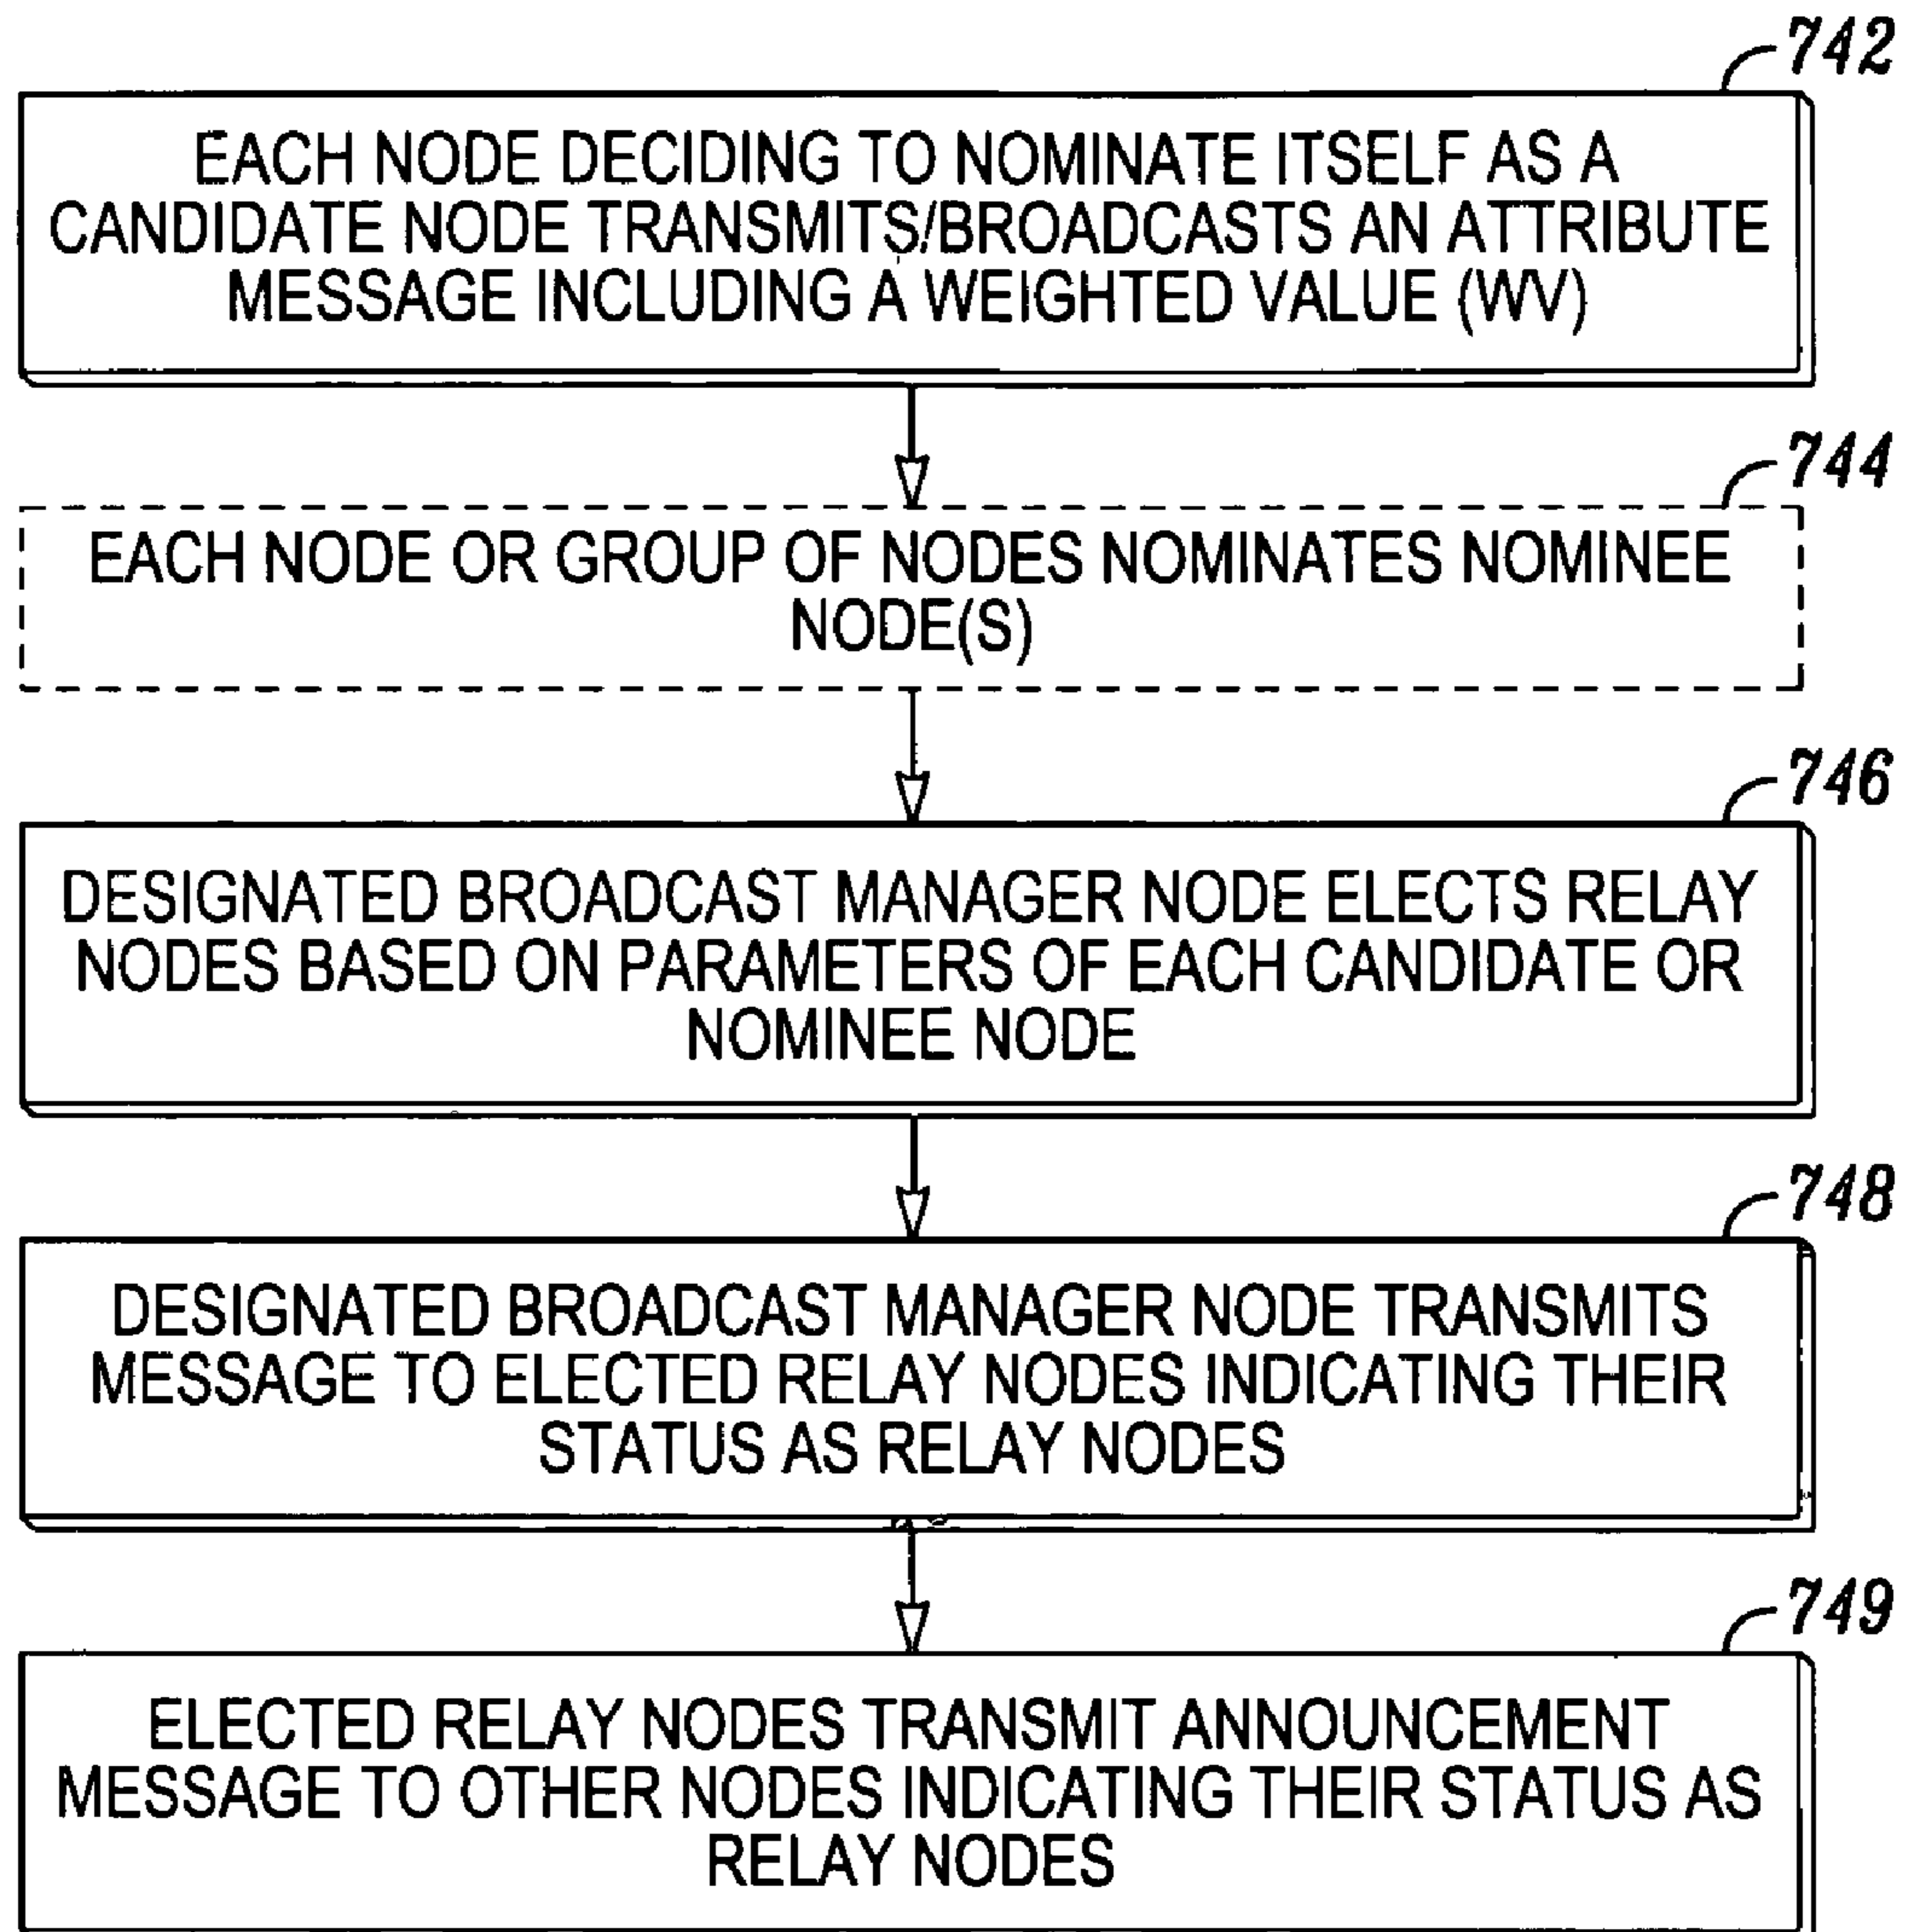 742
EACH NODE DECIDING TO NOMINATE ITSELF AS A
CANDIDATE NODE TRANSMITS/BROADCASTS AN ATTRIBUTE
MESSAGE INCLUDING A WEIGHTED VALUE (WV)
744
EACH NODE OR GROUP OF NODES NOMINATES NOMINEE
NODE(S)
746
DESIGNATED BROADCAST MANAGER NODE ELECTS RELAY
NODES BASED ON PARAMETERS OF EACH CANDIDATE OR
NOMINEE NODE
748
DESIGNATED BROADCAST MANAGER NODE TRANSMITS
MESSAGE TO ELECTED RELAY NODES INDICATING THEIR
STATUS AS RELAY NODES
749
ELECTED RELAY NODES TRANSMIT ANNOUNCEMENT
MESSAGE TO OTHER NODES INDICATING THEIR STATUS AS
RELAY NODES